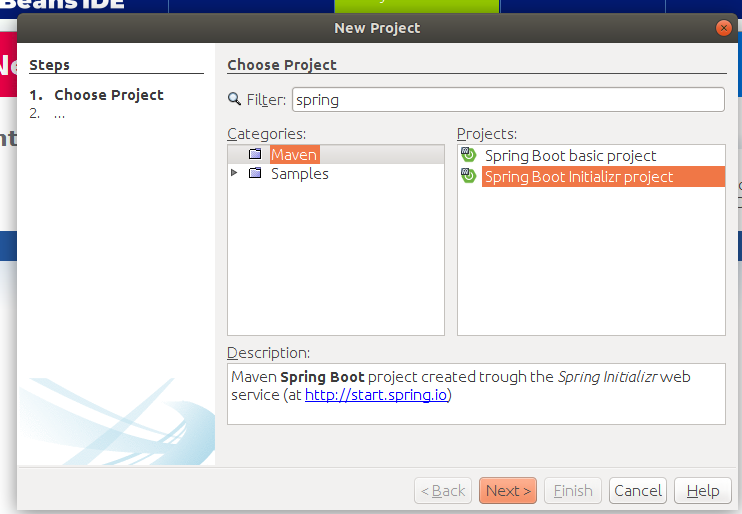 Beans IDE
New Project
Steps
1. Choose Project
2. ...
Choose Project
Filter: spring
Categories:
Maven
Samples
Projects:
Spring Boot basic project
Spring Boot Initializr project
Description:
Maven Spring Boot project created trough the Spring Initializr web
service (at http://start.spring.io)
< Back
Next >
Finish
Cancel
Help